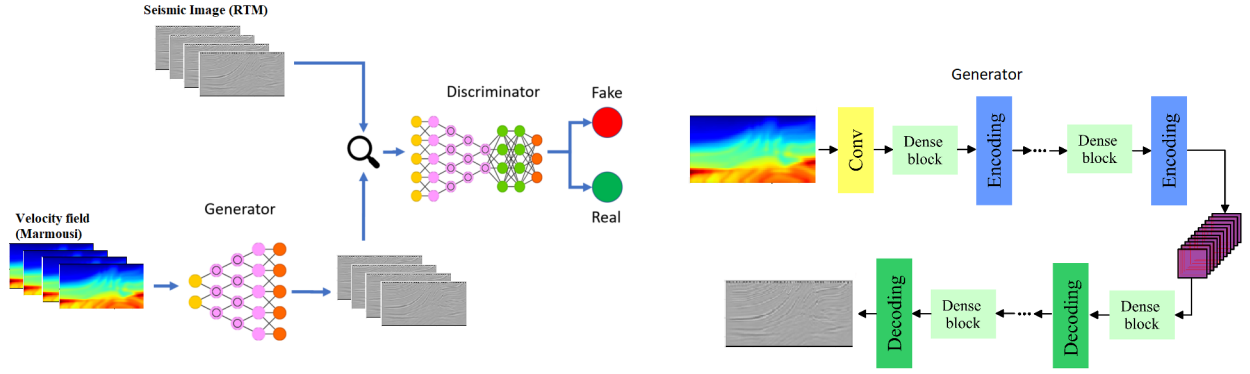 Seismic Image (RTM)
Discriminator
Fake
Real
Velocity field
(Marmousi)
Generator
Generator
Conv
Dense
block
Encoding
Dense
block
Encoding
Decoding
Dense
block
Decoding
Dense
block